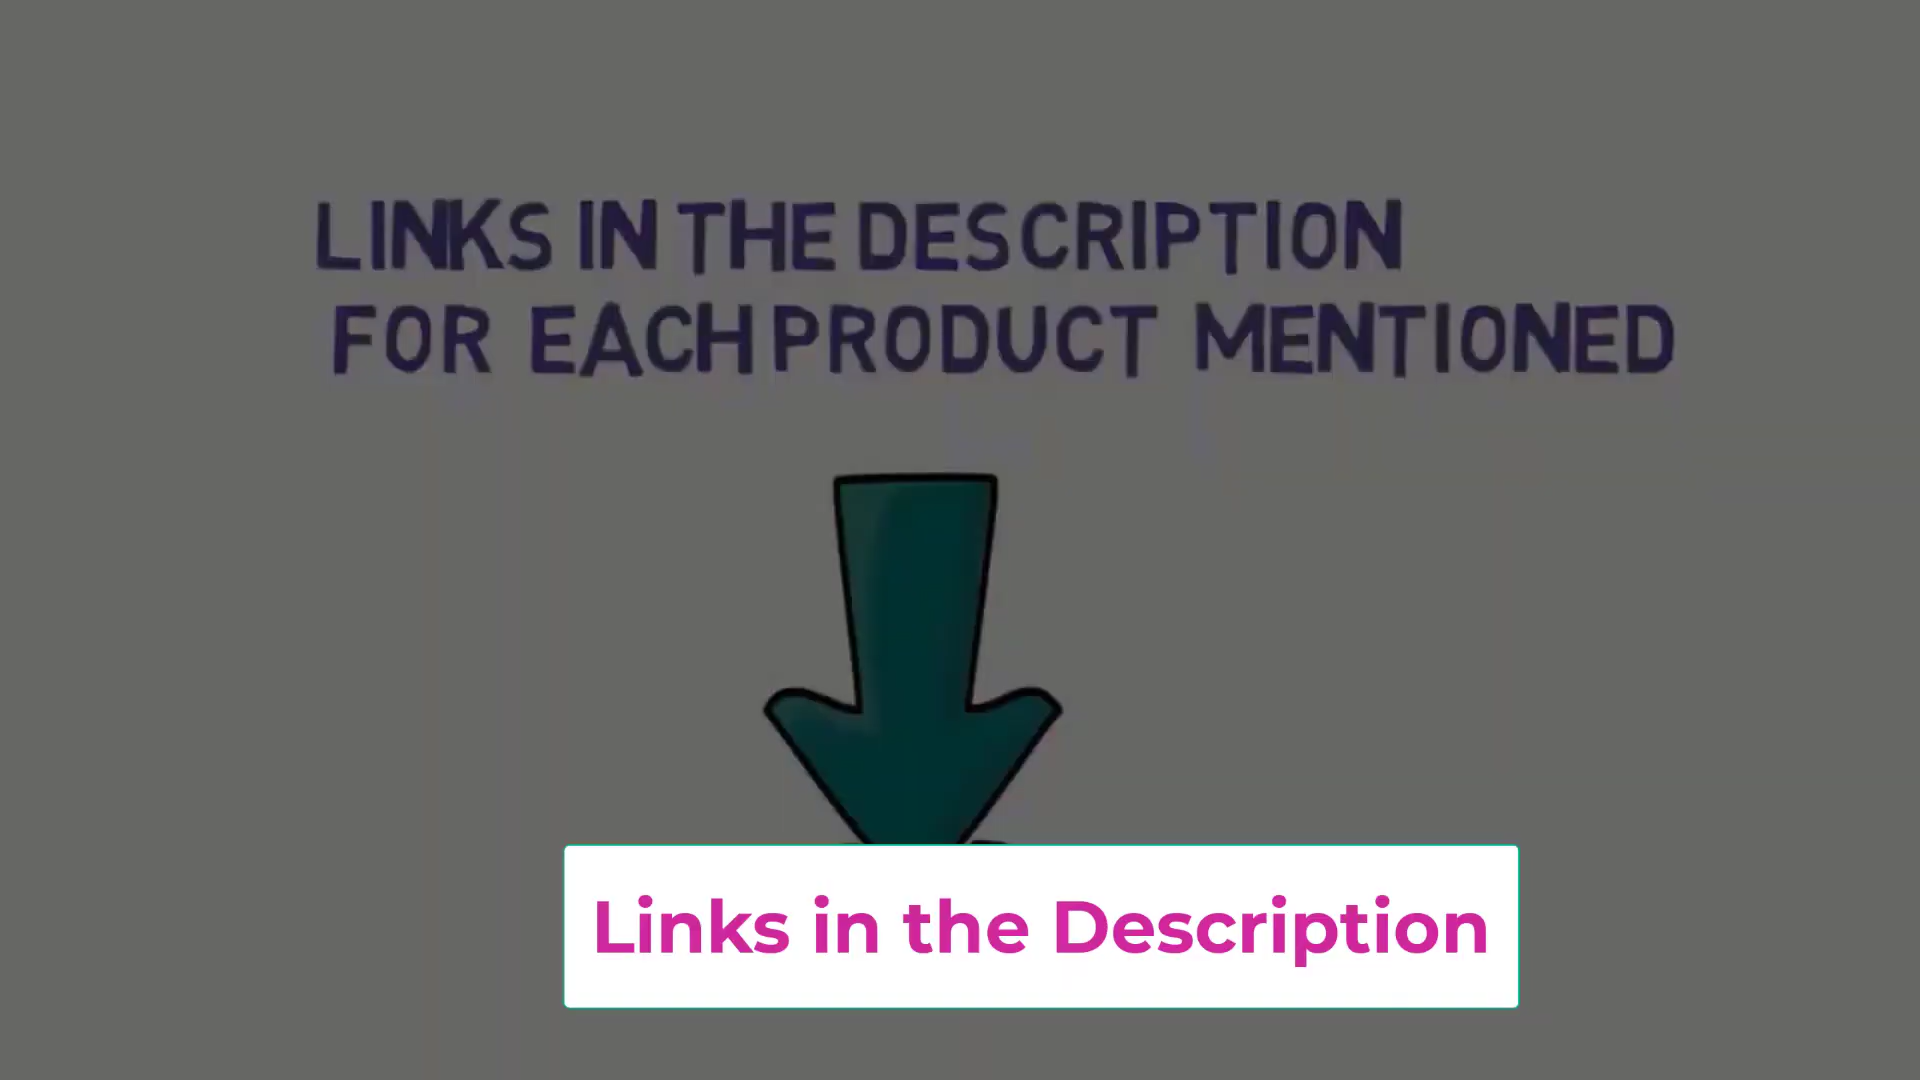 LINKS IN THE DESCRIPTION
FOR EACH PRODUCT MENTIONED
Links in the Description